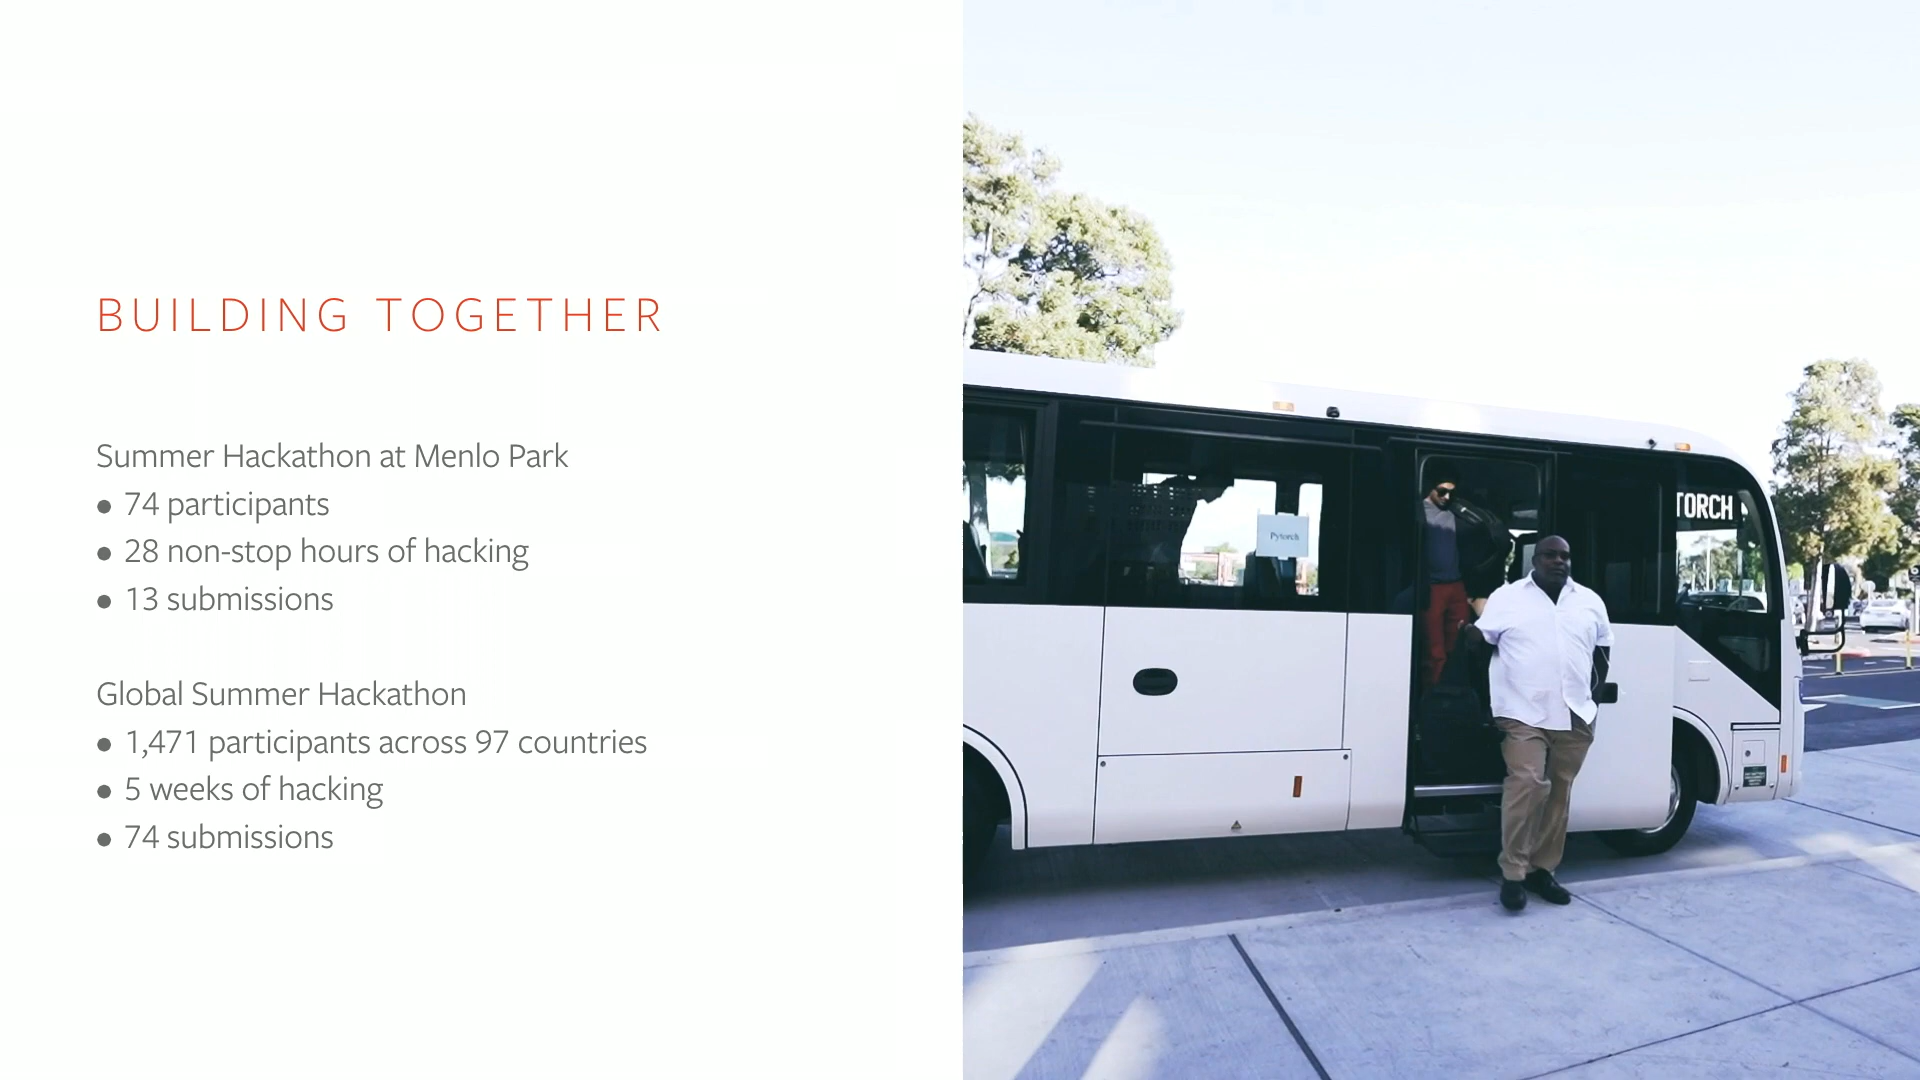 BUILDING TOGETHER
Summer Hackathon at Menlo Park
• 74 participants
• 28 non-stop hours of hacking
• 13 submissions
Global Summer Hackathon
• 1,471 participants across 97 countries
• 5 weeks of hacking
• 74 submissions
TORCH
Pytorch